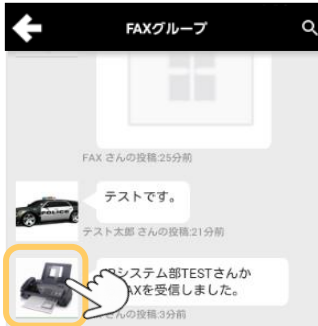 FAXグループ
FAX さんの投稿:25分前
テストです。
POLICE
テスト太郎 さんの投稿:21分前
システム部TESTさんか
AXを受信しました。
さんの投稿:3分前